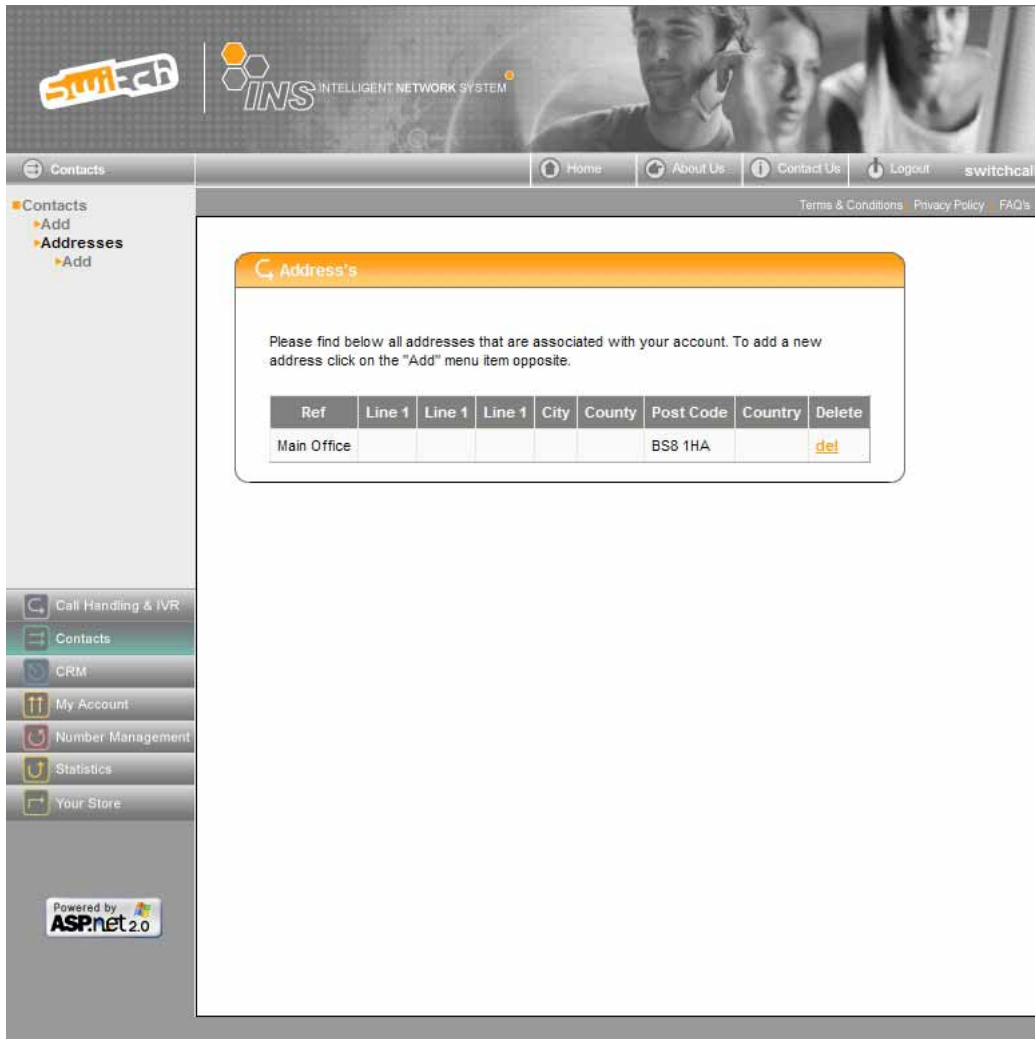 Switch
INS INTELLIGENT NETWORK SYSTEM
Contacts
Home
About Us
Contact Us
Logout
switchcal
Terms & Conditions
Privacy Policy
FAQ's
Contacts
Add
Addresses
Add
Address's
Please find below all addresses that are associated with your account. To add a new
address click on the "Add" menu item opposite.
Ref Line 1 Line 1 Line 1 City County Post Code Country Delete
Main Office BS8 1HA del
Call Handling & IVR
Contacts
CRM
My Account
Number Management
Statistics
Your Store
Powered by
ASP.net 2.0